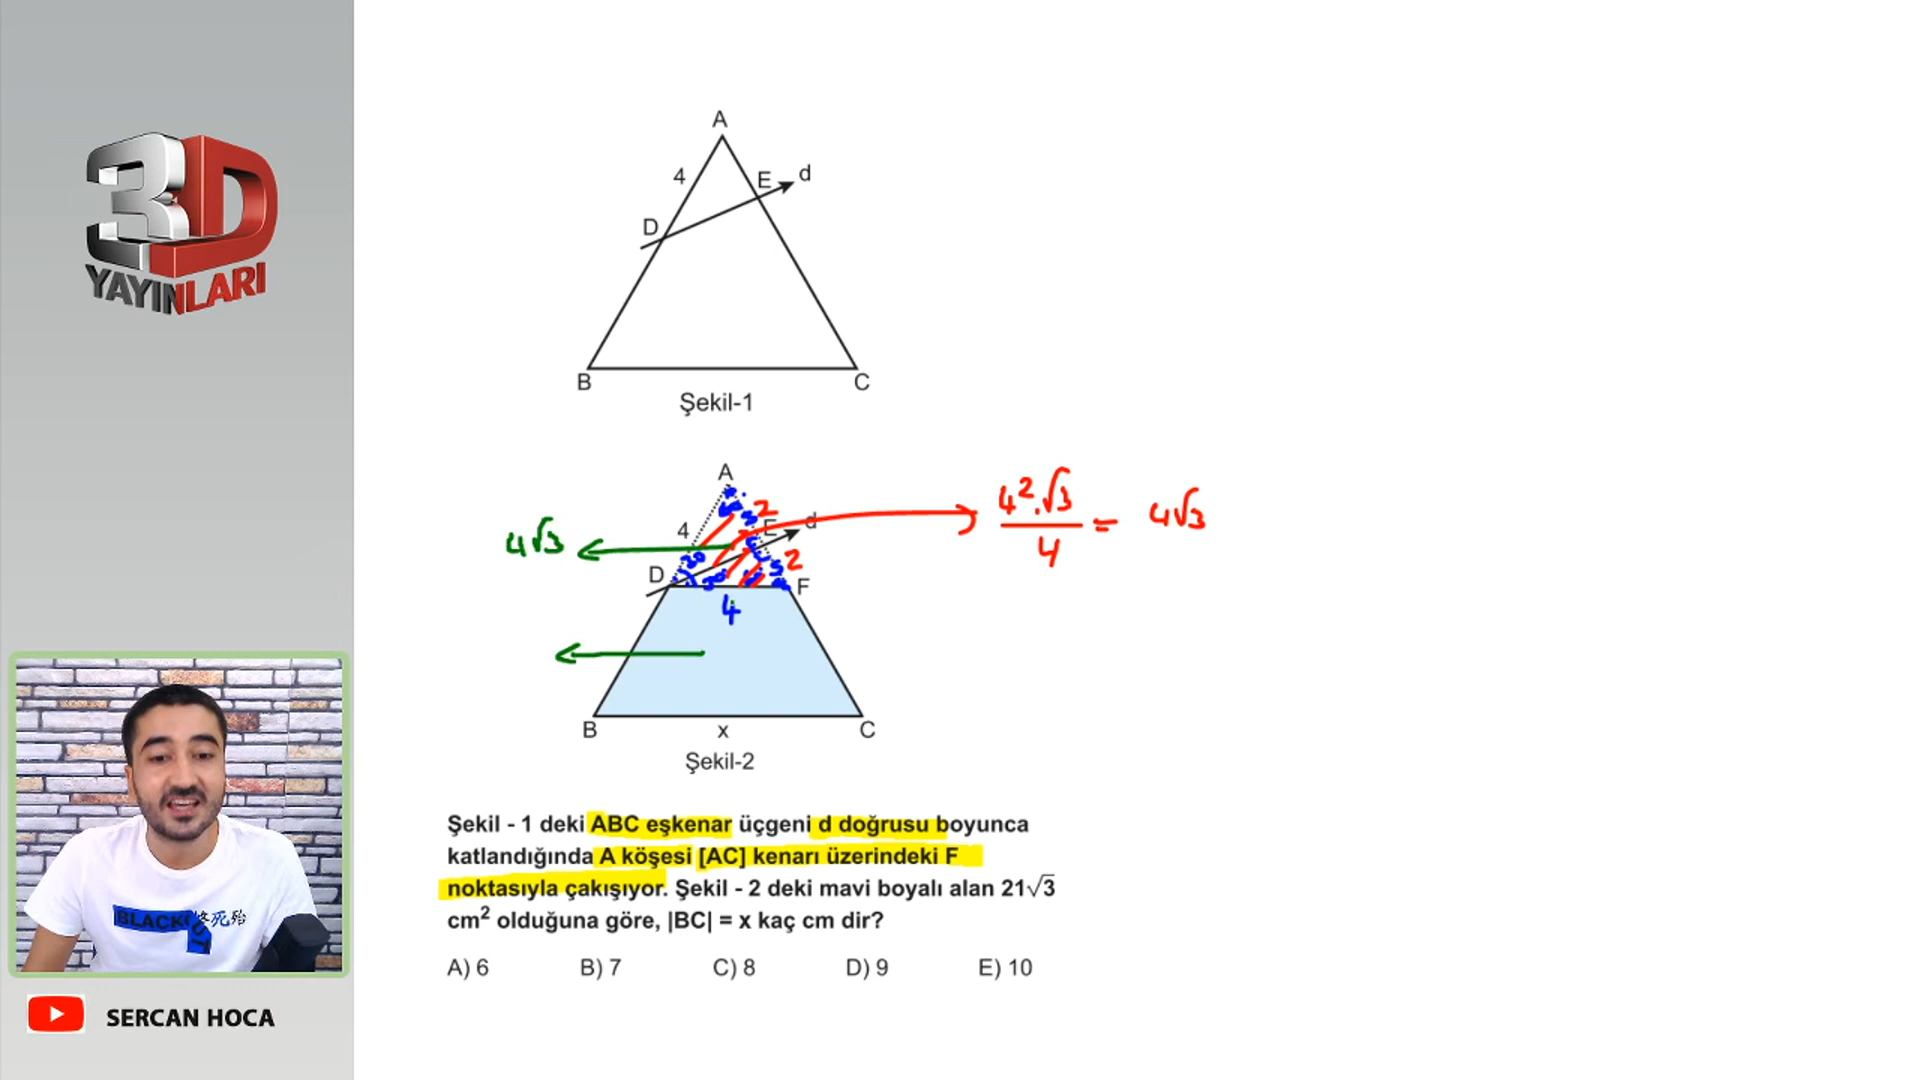 3D
YAYINLARI
A
4
E
d
D
B
C
Şekil-1
A
4
2
E
d
4√3
30
D
30
2
F
4
4².√3
4
= 4√3
B
x
C
Şekil-2
Şekil - 1 deki ABC eşkenar üçgeni d doğrusu boyunca
katlandığında A köşesi [AC] kenarı üzerindeki F
noktasıyla çakışıyor. Şekil - 2 deki mavi boyalı alan 21√3
cm² olduğuna göre, |BC| = x kaç cm dir?
A) 6 B) 7 C) 8 D) 9 E) 10
SERCAN HOCA